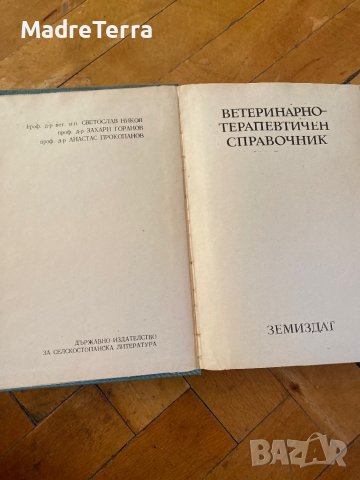 MadreTerra
Проф. д-р вет. н.н. СВЕТОСЛАВ НИКОВ
проф. д-р ЗАХАРИ ГОРАНОВ
проф. д-р АНАСТАС ПРОКОПАНОВ
ДЪРЖАВНО-ИЗДАТЕЛСТВО
ЗА СЕЛСКОСТОПАНСКА ЛИТЕРАТУРА
ВЕТЕРИНАРНО-
ТЕРАПЕВТИЧЕН
СПРАВОЧНИК
ЗЕМИЗДАТ
BAZAR